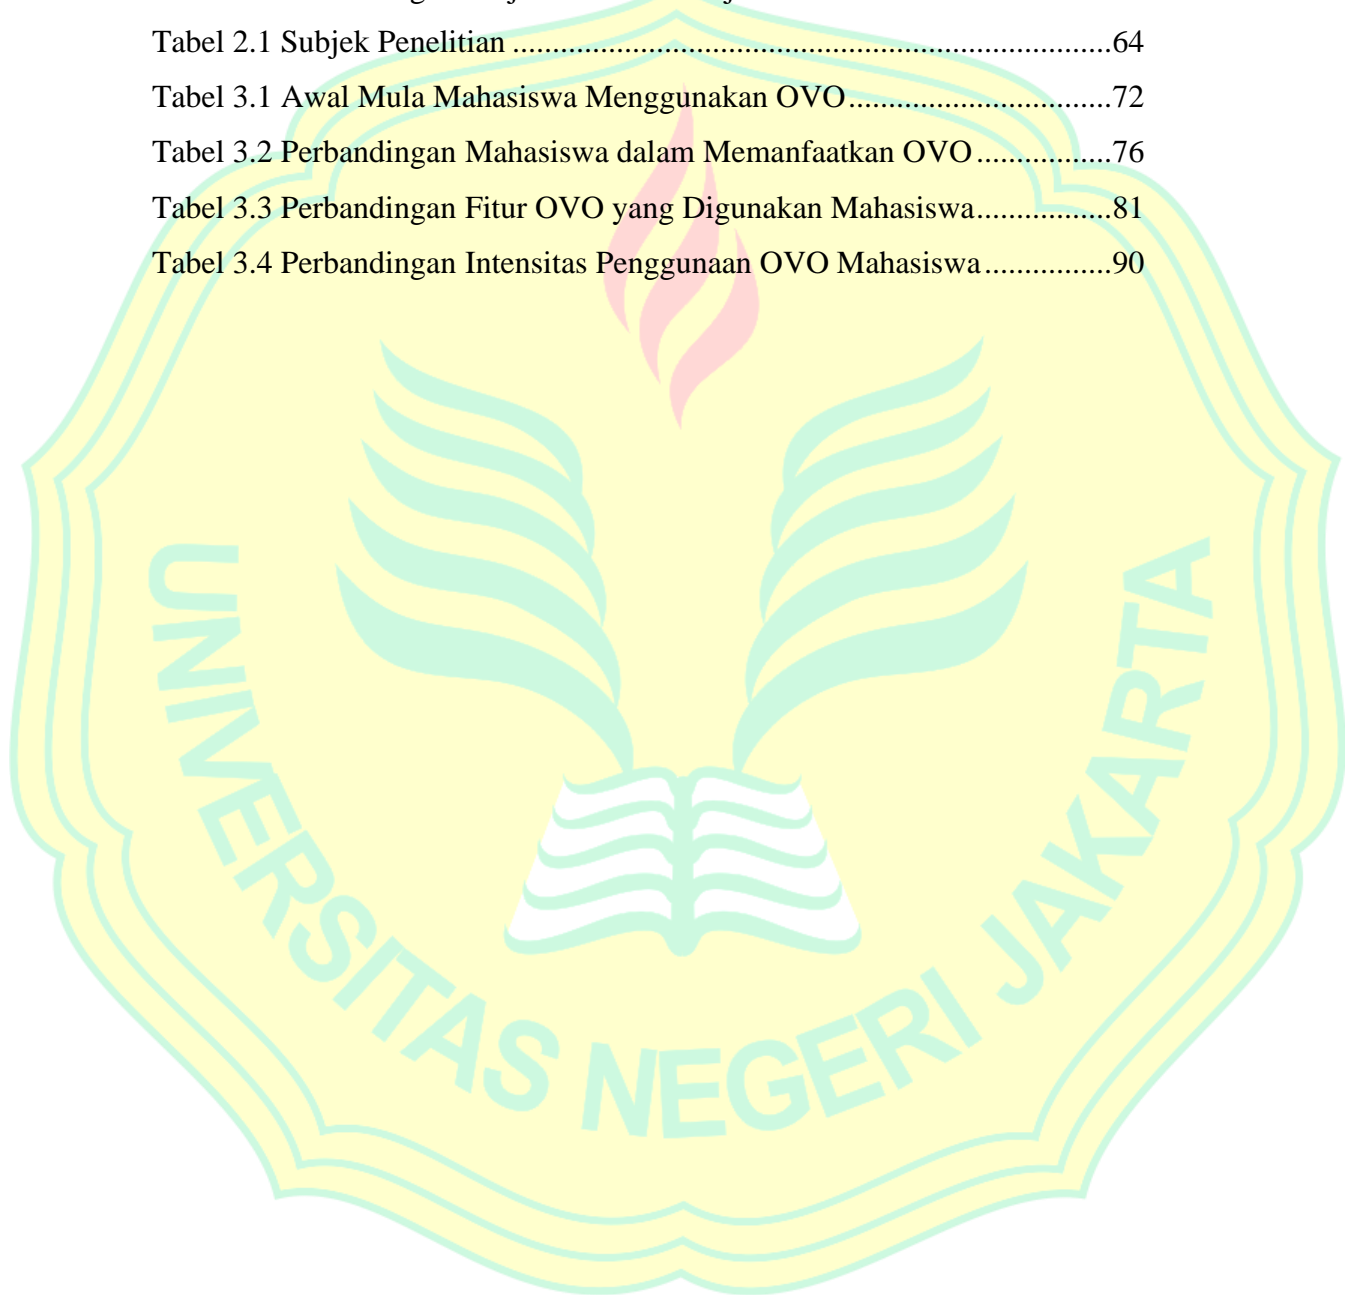 Tabel 2.1 Subjek Penelitian ...........................................................................64
Tabel 3.1 Awal Mula Mahasiswa Menggunakan OVO.................................72
Tabel 3.2 Perbandingan Mahasiswa dalam Memanfaatkan OVO.................76
Tabel 3.3 Perbandingan Fitur OVO yang Digunakan Mahasiswa.................81
Tabel 3.4 Perbandingan Intensitas Penggunaan OVO Mahasiswa................90
UNIVERSITAS NEGERI JAKARTA